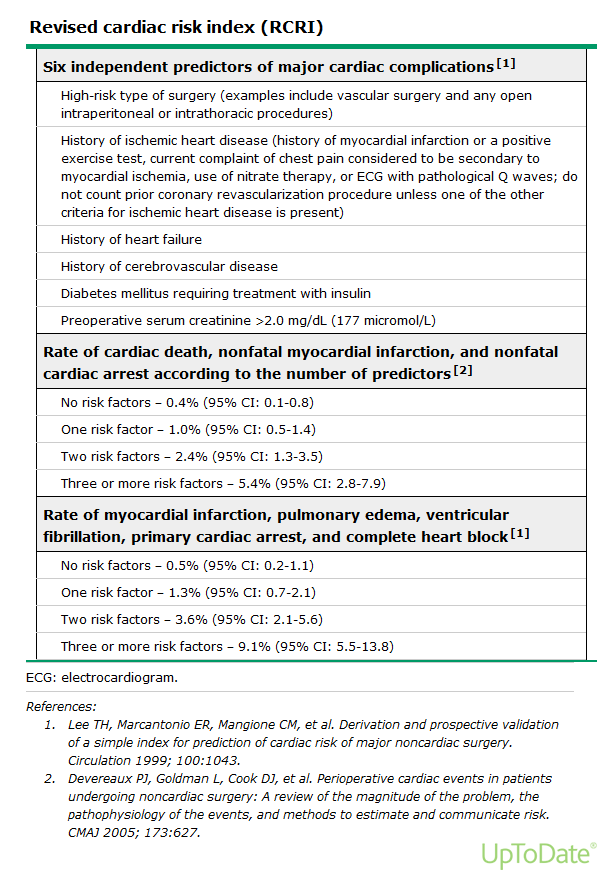 Revised cardiac risk index (RCRI)
Six independent predictors of major cardiac complications[1]
High-risk type of surgery (examples include vascular surgery and any open
intraperitoneal or intrathoracic procedures)
History of ischemic heart disease (history of myocardial infarction or a positive
exercise test, current complaint of chest pain considered to be secondary to
myocardial ischemia, use of nitrate therapy, or ECG with pathological Q waves; do
not count prior coronary revascularization procedure unless one of the other
criteria for ischemic heart disease is present)
History of heart failure
History of cerebrovascular disease
Diabetes mellitus requiring treatment with insulin
Preoperative serum creatinine >2.0 mg/dL (177 micromol/L)
Rate of cardiac death, nonfatal myocardial infarction, and nonfatal
cardiac arrest according to the number of predictors[2]
No risk factors – 0.4% (95% CI: 0.1-0.8)
One risk factor – 1.0% (95% CI: 0.5-1.4)
Two risk factors – 2.4% (95% CI: 1.3-3.5)
Three or more risk factors – 5.4% (95% CI: 2.8-7.9)
Rate of myocardial infarction, pulmonary edema, ventricular
fibrillation, primary cardiac arrest, and complete heart block[1]
No risk factors – 0.5% (95% CI: 0.2-1.1)
One risk factor – 1.3% (95% CI: 0.7-2.1)
Two risk factors – 3.6% (95% CI: 2.1-5.6)
Three or more risk factors – 9.1% (95% CI: 5.5-13.8)
ECG: electrocardiogram.
References:
1. Lee TH, Marcantonio ER, Mangione CM, et al. Derivation and prospective validation
of a simple index for prediction of cardiac risk of major noncardiac surgery.
Circulation 1999; 100:1043.
2. Devereaux PJ, Goldman L, Cook DJ, et al. Perioperative cardiac events in patients
undergoing noncardiac surgery: A review of the magnitude of the problem, the
pathophysiology of the events, and methods to estimate and communicate risk.
CMAJ 2005; 173:627.
UpToDate®